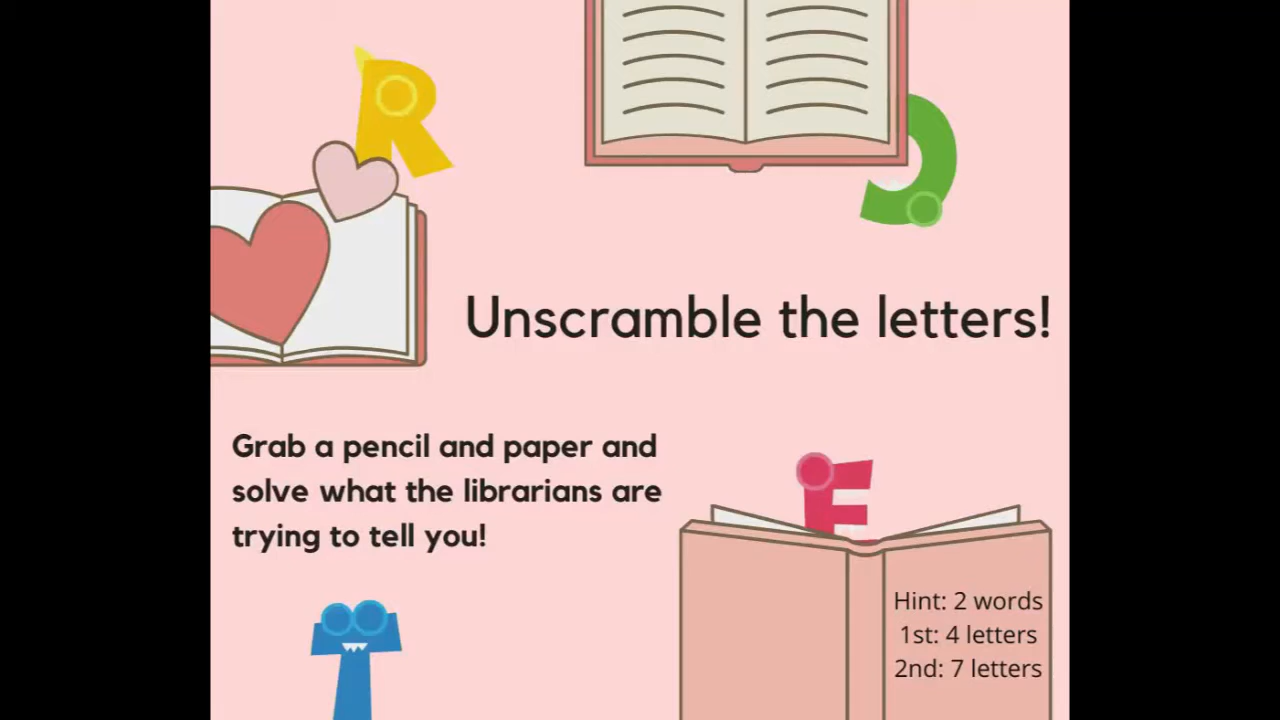 R
Unscramble the letters!
Grab a pencil and paper and
solve what the librarians are
trying to tell you!
E
Hint: 2 words
1st: 4 letters
2nd: 7 letters
T